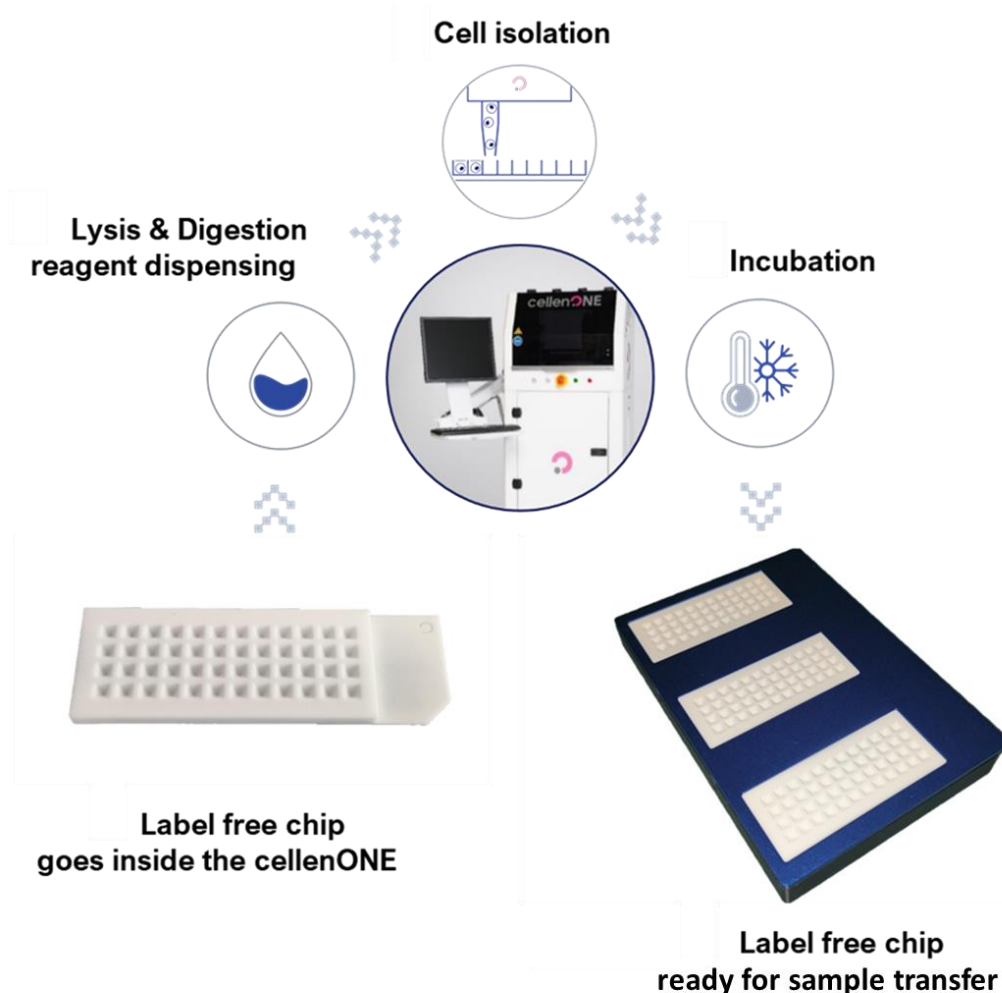 Cell isolation
Lysis & Digestion
reagent dispensing
Incubation
cellenONE
Label free chip
goes inside the cellenONE
Label free chip
ready for sample transfer